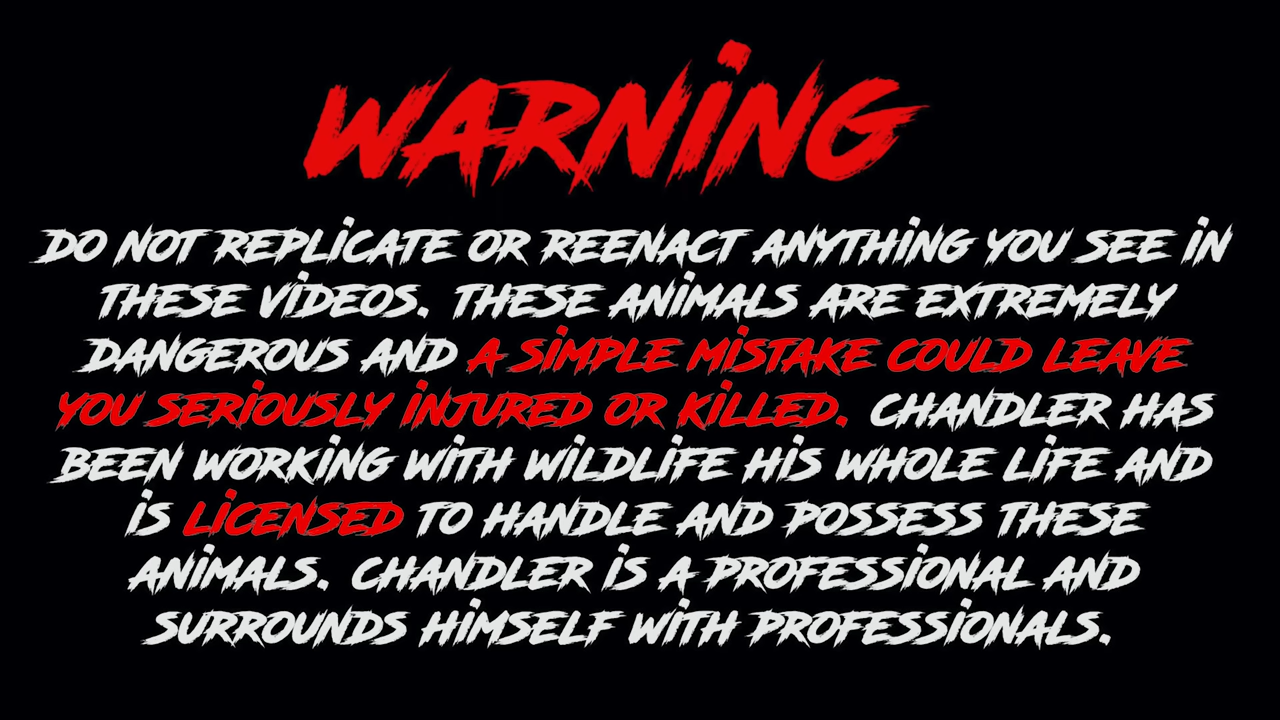 WARNING
DO NOT REPLICATE OR REENACT ANYTHING YOU SEE IN
THESE VIDEOS. THESE ANIMALS ARE EXTREMELY
DANGEROUS AND A SIMPLE MISTAKE COULD LEAVE
YOU SERIOUSLY INJURED OR KILLED. CHANDLER HAS
BEEN WORKING WITH WILDLIFE HIS WHOLE LIFE AND
IS LICENSED TO HANDLE AND POSSESS THESE
ANIMALS. CHANDLER IS A PROFESSIONAL AND
SURROUNDS HIMSELF WITH PROFESSIONALS.